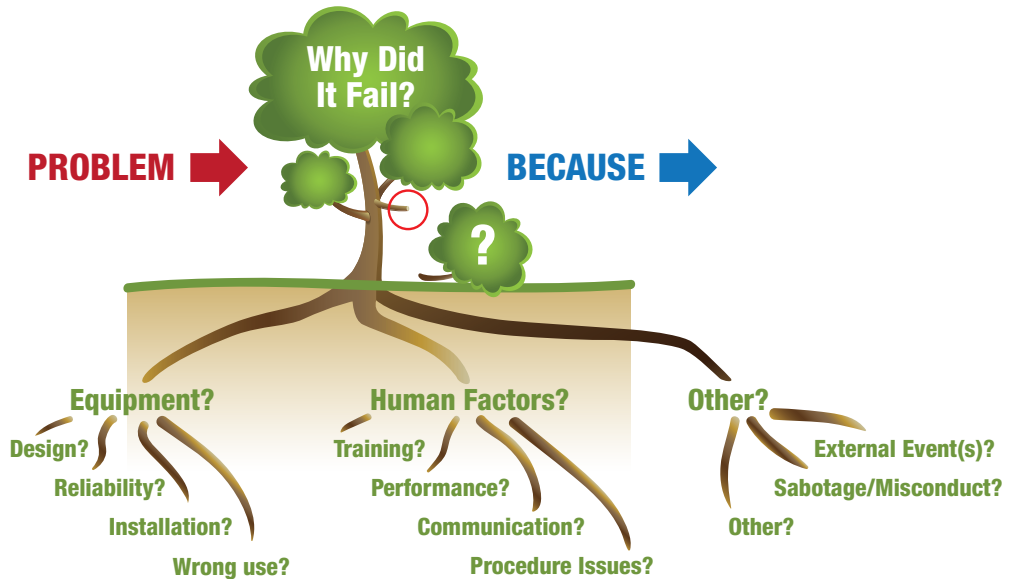 Why Did
It Fail?
PROBLEM
BECAUSE
?
Equipment?
Human Factors?
Other?
Design?
Reliability?
Installation?
Wrong use?
Training?
Performance?
Communication?
Procedure Issues?
External Event(s)?
Sabotage/Misconduct?
Other?